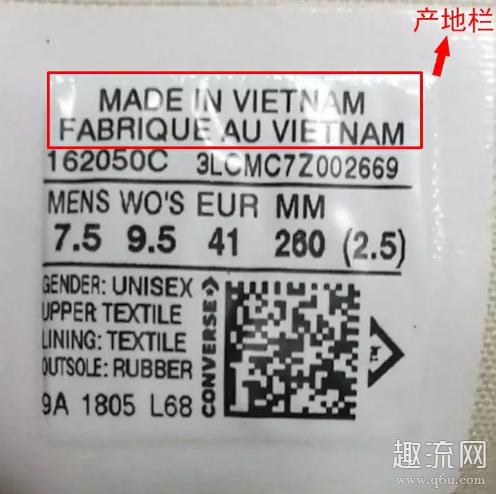 产地栏
MADE IN VIETNAM
FABRIQUE AU VIETNAM
162050C 3LCMC7Z002669
MENS WO'S EUR MM
7.5 9.5 41 260 (2.5)
GENDER: UNISEX
UPPER TEXTILE
LINING: TEXTILE
OUTSOLE: RUBBER
9A 1805 L68
CONVERSE
趣流网
www.q6u.com